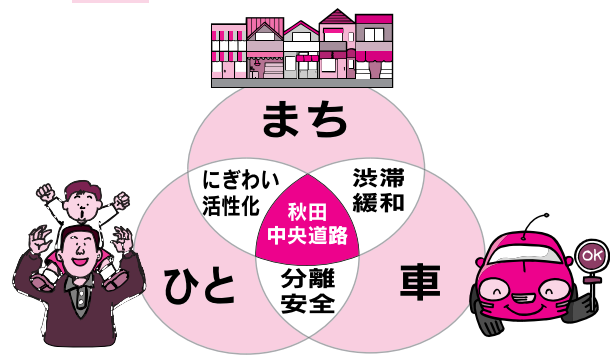 まち
にぎわい
活性化
渋滞
緩和
秋田
中央道路
ひと
分離
安全
車
OK